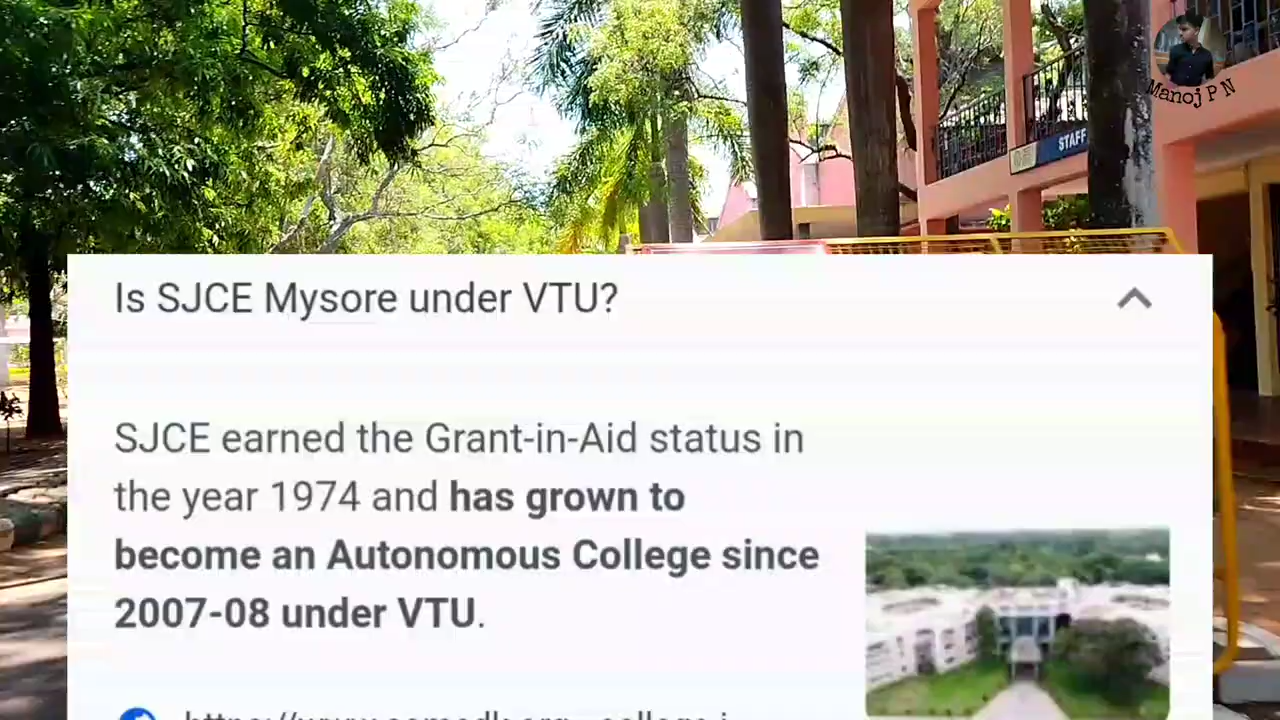 Manoj P N
STAFF
Is SJCE Mysore under VTU?
SJCE earned the Grant-in-Aid status in
the year 1974 and has grown to
become an Autonomous College since
2007-08 under VTU.